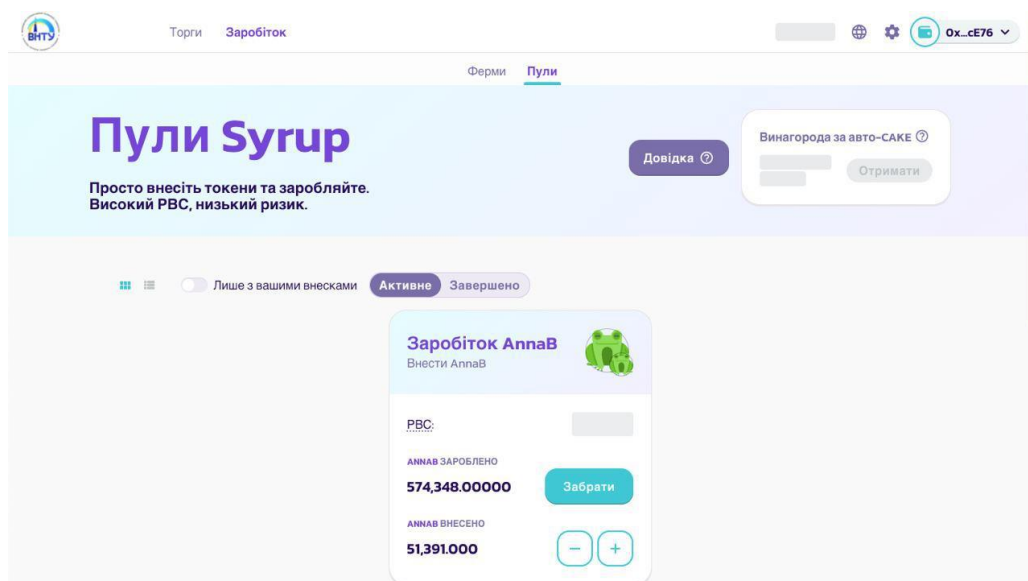 ВНТУ
Торги Заробіток
0x...cE76
Ферми Пули
Пули Syrup
Просто внесіть токени та заробляйте.
Високий РВС, низький ризик.
Довідка
Винагорода за авто-CAKE
Отримати
Лише з вашими внесками Активне Завершено
Заробіток AnnaB
Внести AnnaB
РВС:
ANNAB ЗАРОБЛЕНО
574,348.00000 Забрати
ANNAB ВНЕСЕНО
51,391.000 − +